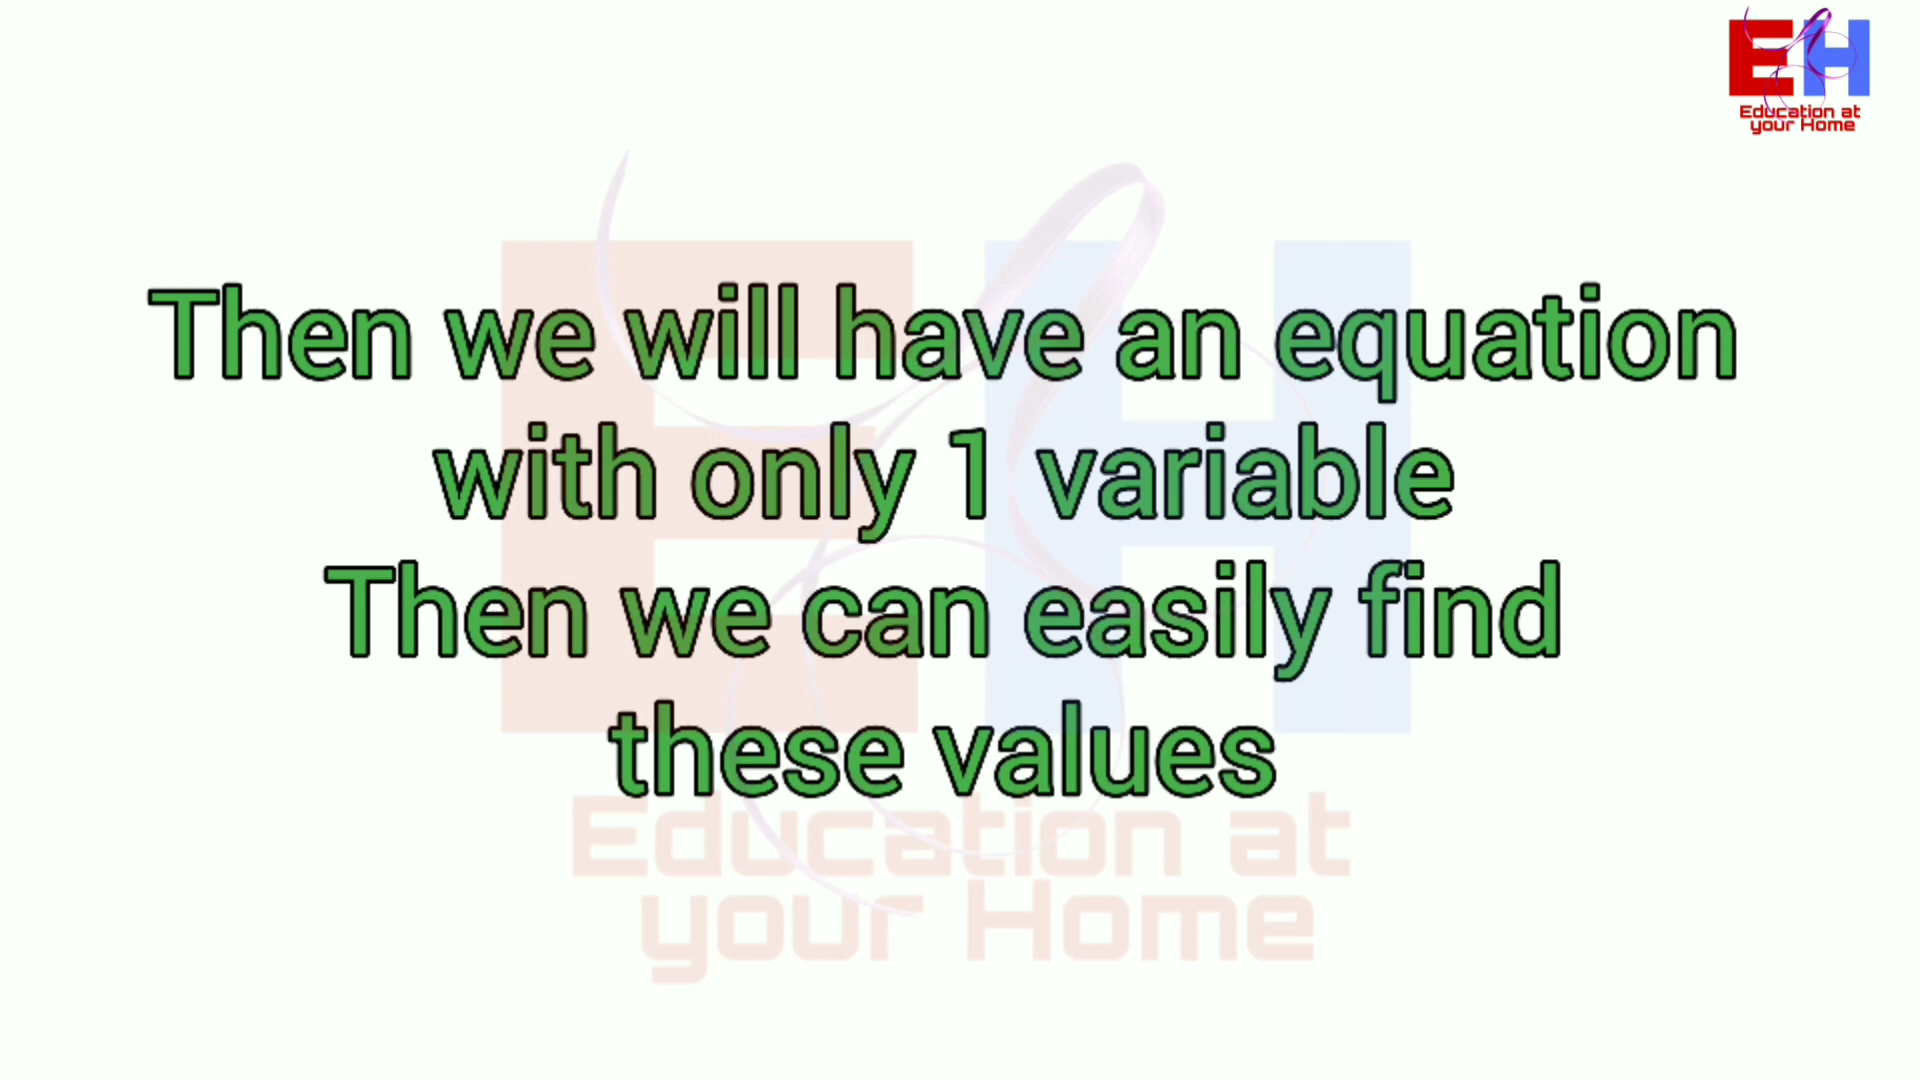 EH
Education at
your Home
Then we will have an equation
with only 1 variable
Then we can easily find
these values
Education at
your Home